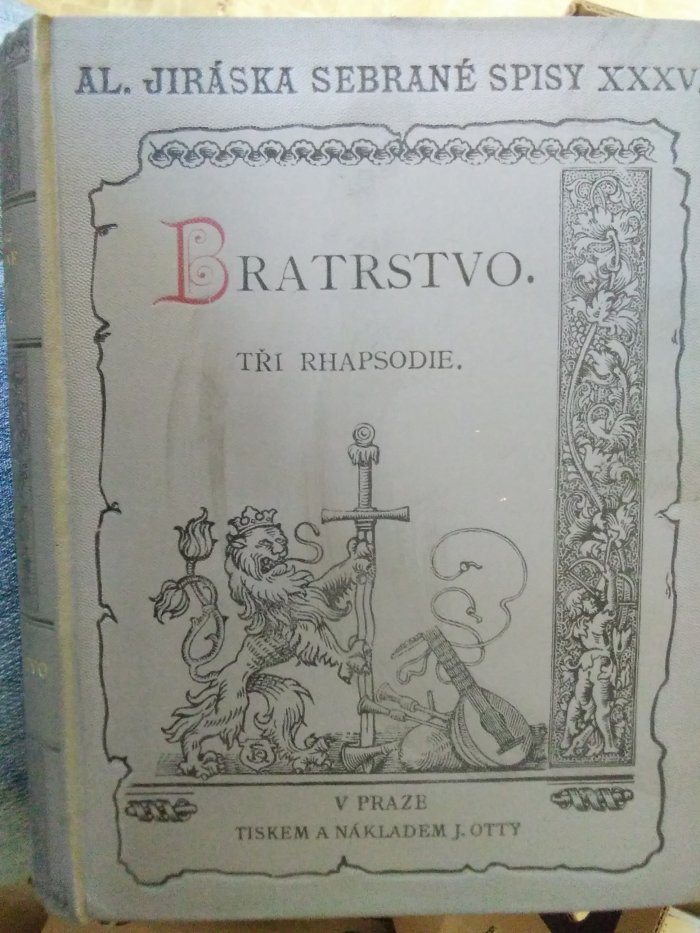 AL. JIRÁSKA SEBRANÉ SPISY XXXV.
BRATRSTVO.
TŘI RHAPSODIE.
V PRAZE
TISKEM A NÁKLADEM J. OTTY